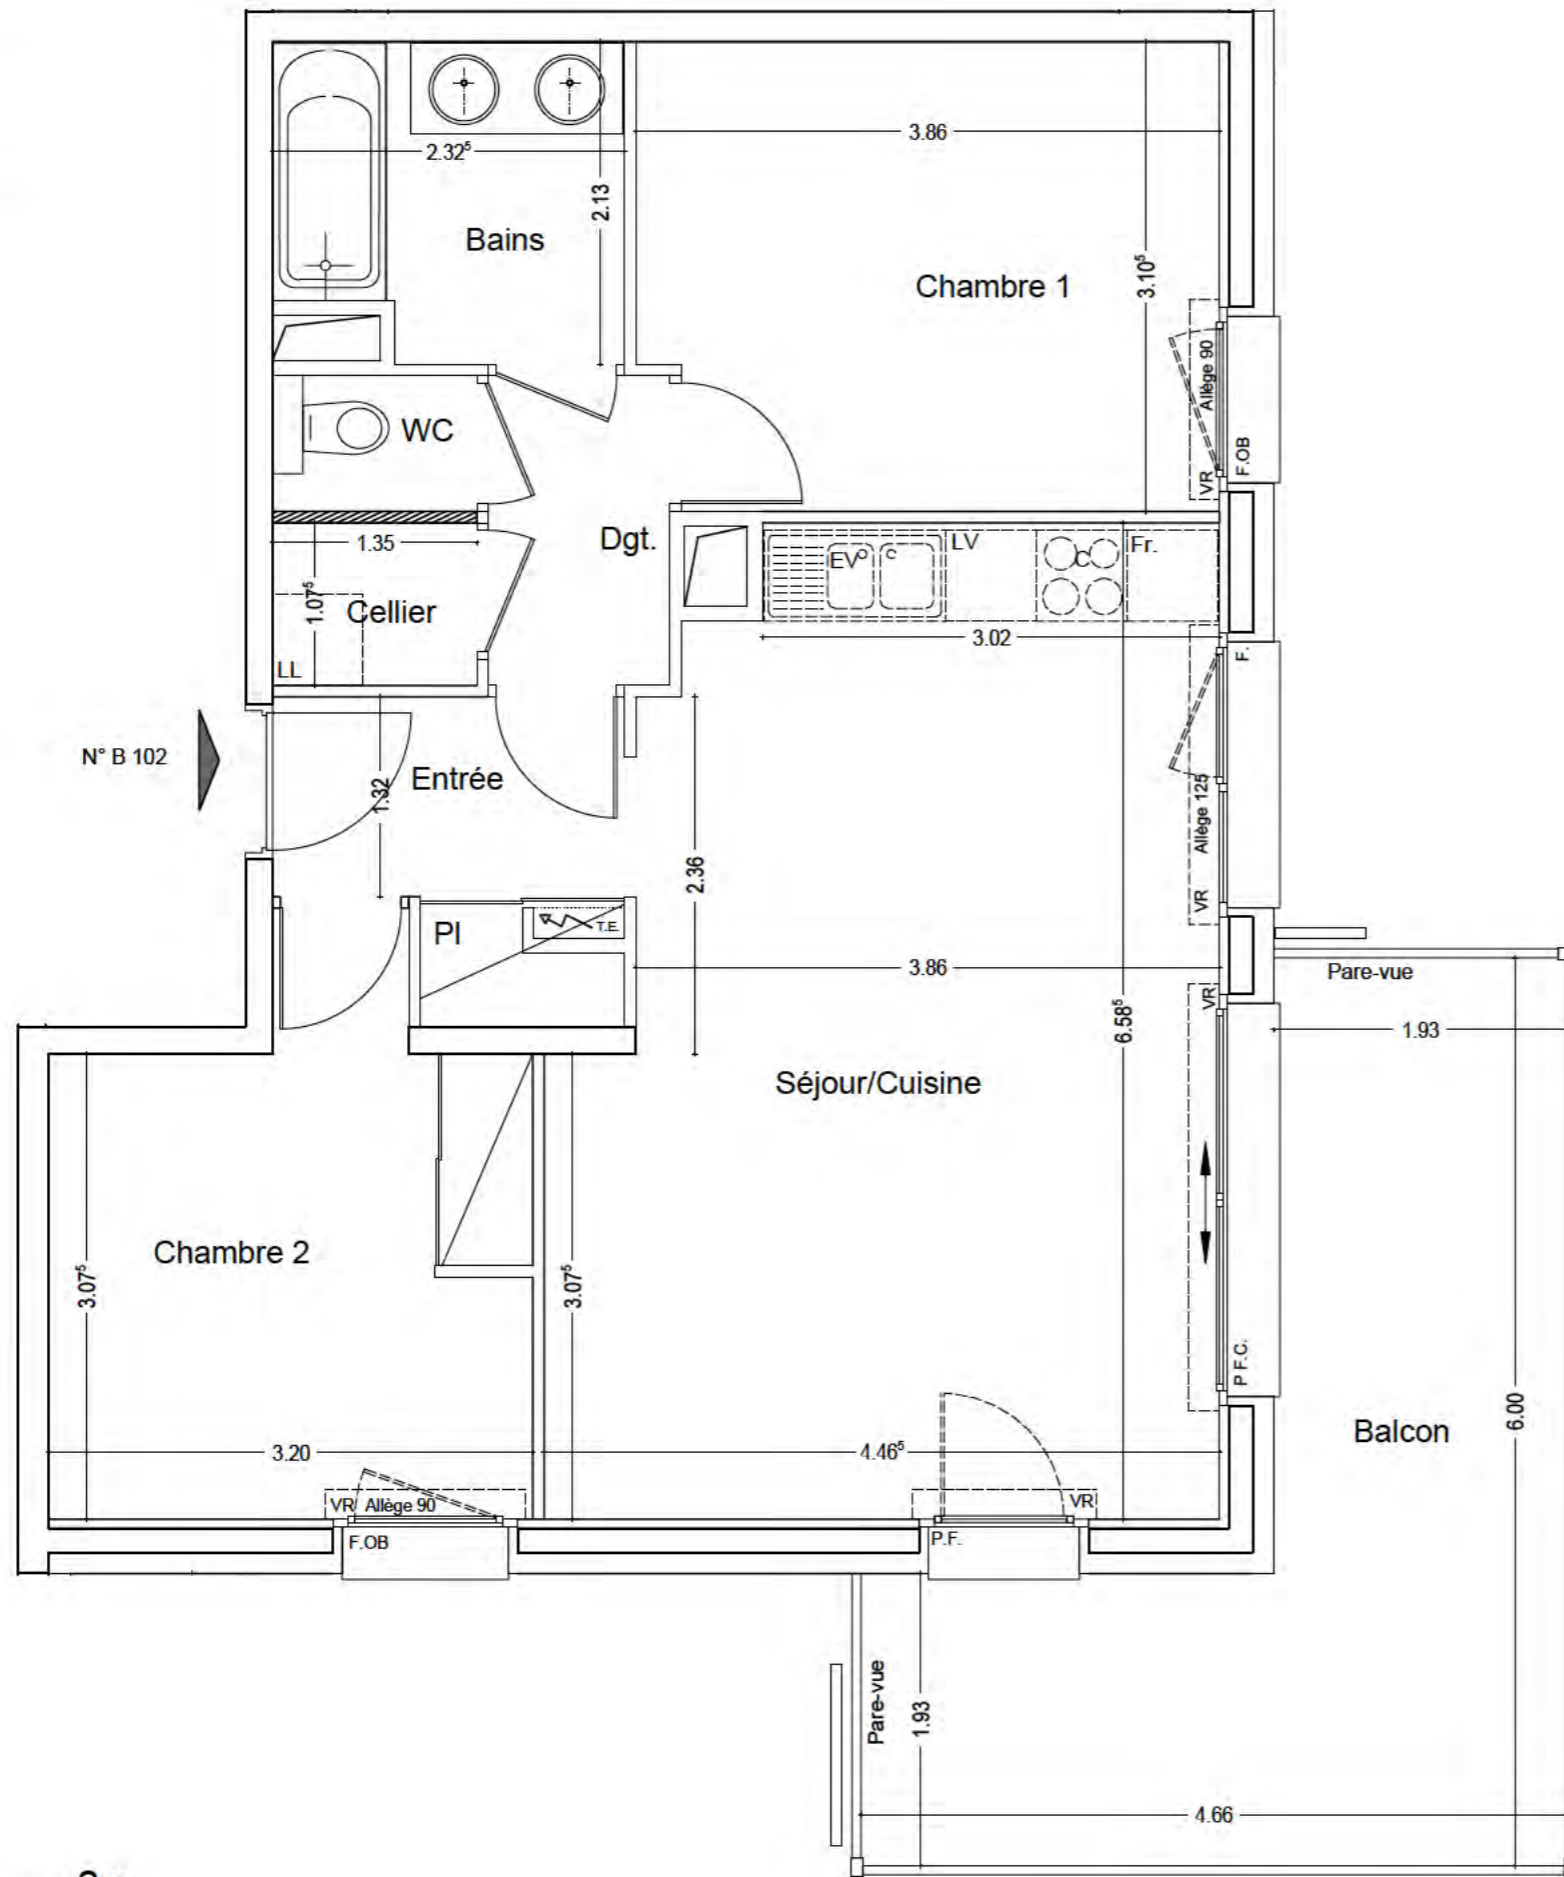 3.86
2.32⁵
2.13
Bains
Chambre 1
3.10⁵
Allège 90
VR
F.OB
WC
Dgt.
1.35
1.07⁵
Cellier
LL
EV
C
LV
C
Fr.
3.02
F.
N° B 102
Entrée
1.32
2.36
Allège 125
VR
Pl
T.E.
3.86
Pare-vue
VR
6.58⁵
1.93
Séjour/Cuisine
Chambre 2
3.07⁵
3.07⁵
P.F.C.
6.00
Balcon
3.20
4.46⁵
VR
Allège 90
VR
F.OB
P.F.
Pare-vue
1.93
4.66